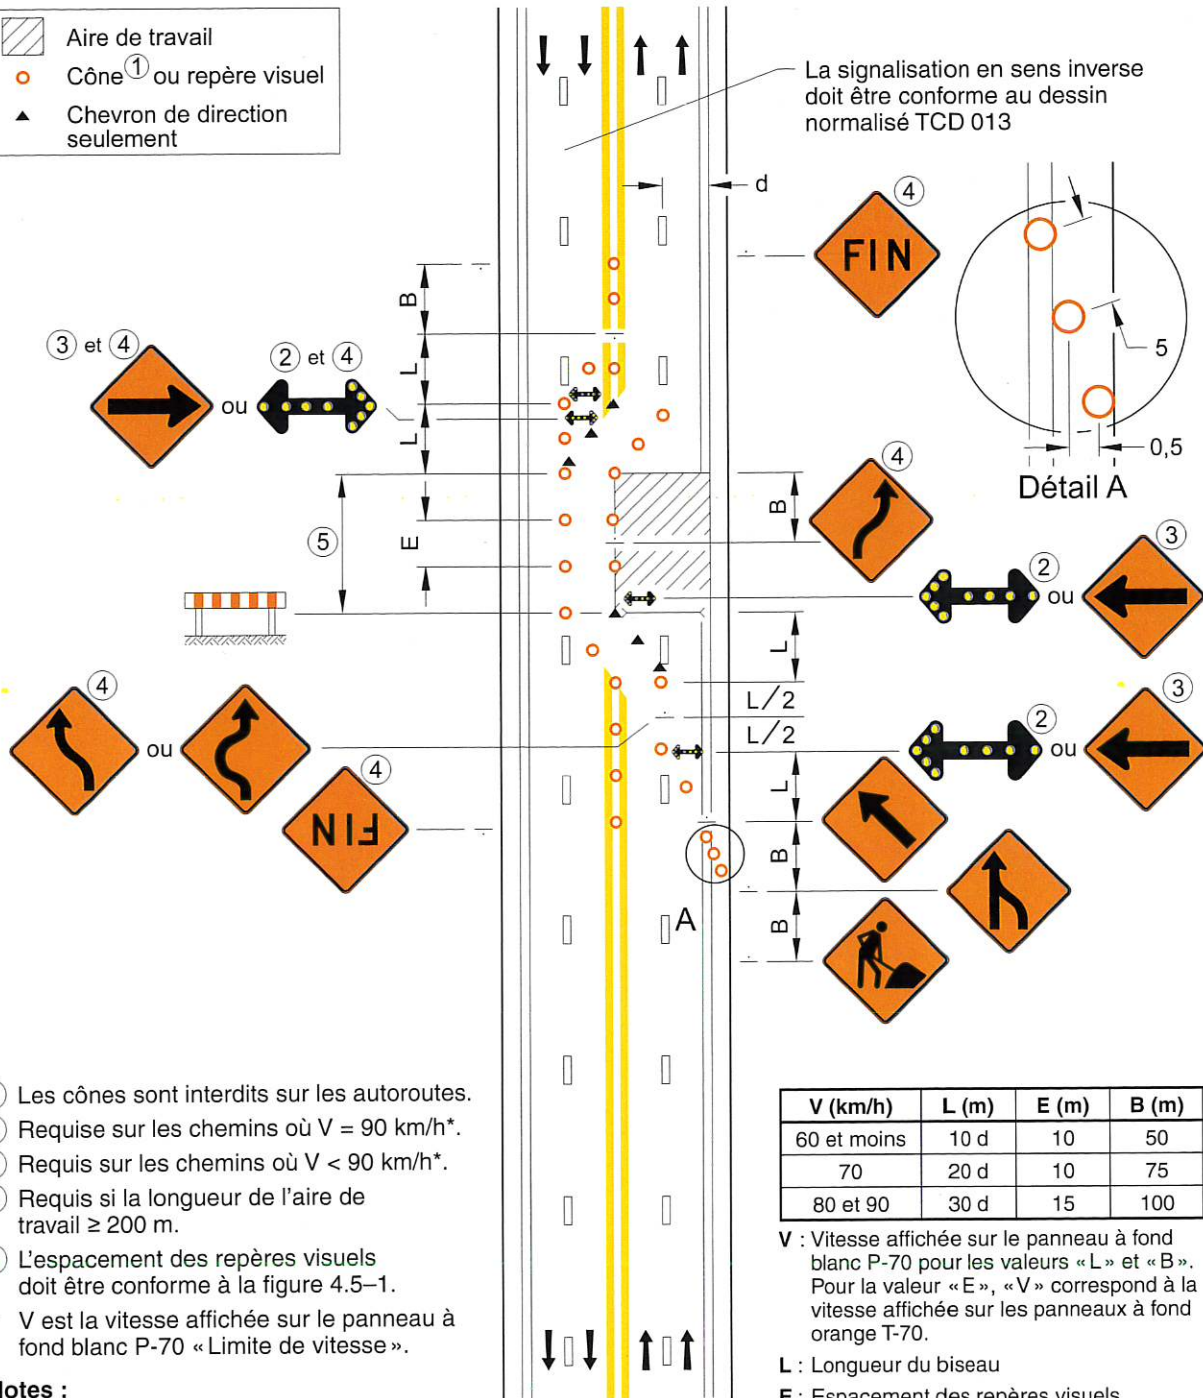 Aire de travail
Cône ① ou repère visuel
Chevron de direction
seulement
La signalisation en sens inverse
doit être conforme au dessin
normalisé TCD 013
d
④
FIN
B
L
L
③ et ④
② et ④
ou
5
0,5
Détail A
④
B
⑤
E
②
ou
③
L
L/2
L/2
④
ou
②
ou
③
④
FIN
L
B
A
B
Les cônes sont interdits sur les autoroutes.
Requise sur les chemins où V = 90 km/h*.
Requis sur les chemins où V < 90 km/h*.
Requis si la longueur de l'aire de
travail ≥ 200 m.
L'espacement des repères visuels
doit être conforme à la figure 4.5–1.
V est la vitesse affichée sur le panneau à
fond blanc P-70 « Limite de vitesse ».
otes :
V (km/h) L (m) E (m) B (m)
60 et moins 10 d 10 50
70 20 d 10 75
80 et 90 30 d 15 100
V : Vitesse affichée sur le panneau à fond
blanc P-70 pour les valeurs « L » et « B ».
Pour la valeur « E », « V » correspond à la
vitesse affichée sur les panneaux à fond
orange T-70.
L : Longueur du biseau
E : Espacement des repères visuels